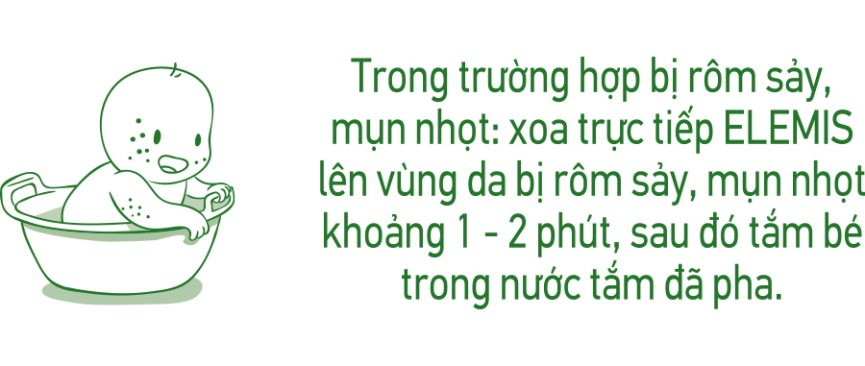 Trong trường hợp bị rôm sảy,
mụn nhọt: xoa trực tiếp ELEMIS
lên vùng da bị rôm sảy, mụn nhọt
khoảng 1 - 2 phút, sau đó tắm bé
trong nước tắm đã pha.